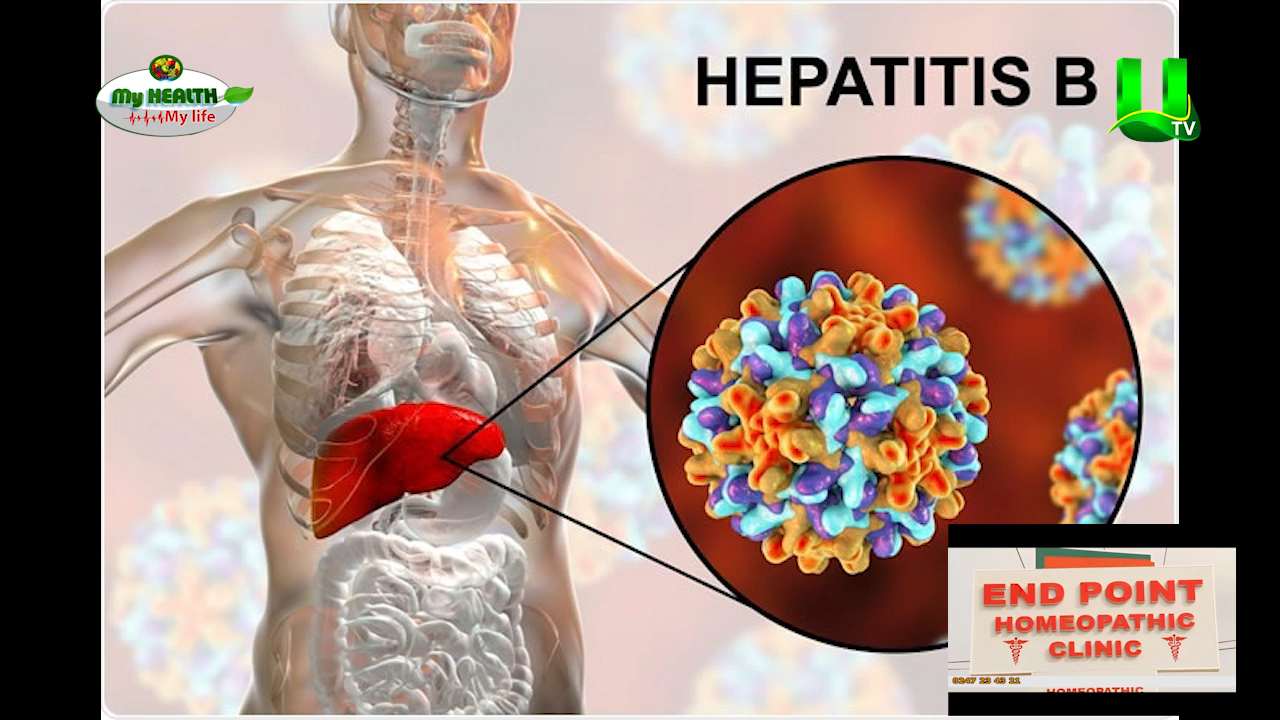 My HEALTH
My life
HEPATITIS B
U
TV
END POINT
HOMEOPATHIC
CLINIC
0247 23 43 21
HOMEOPATHIC